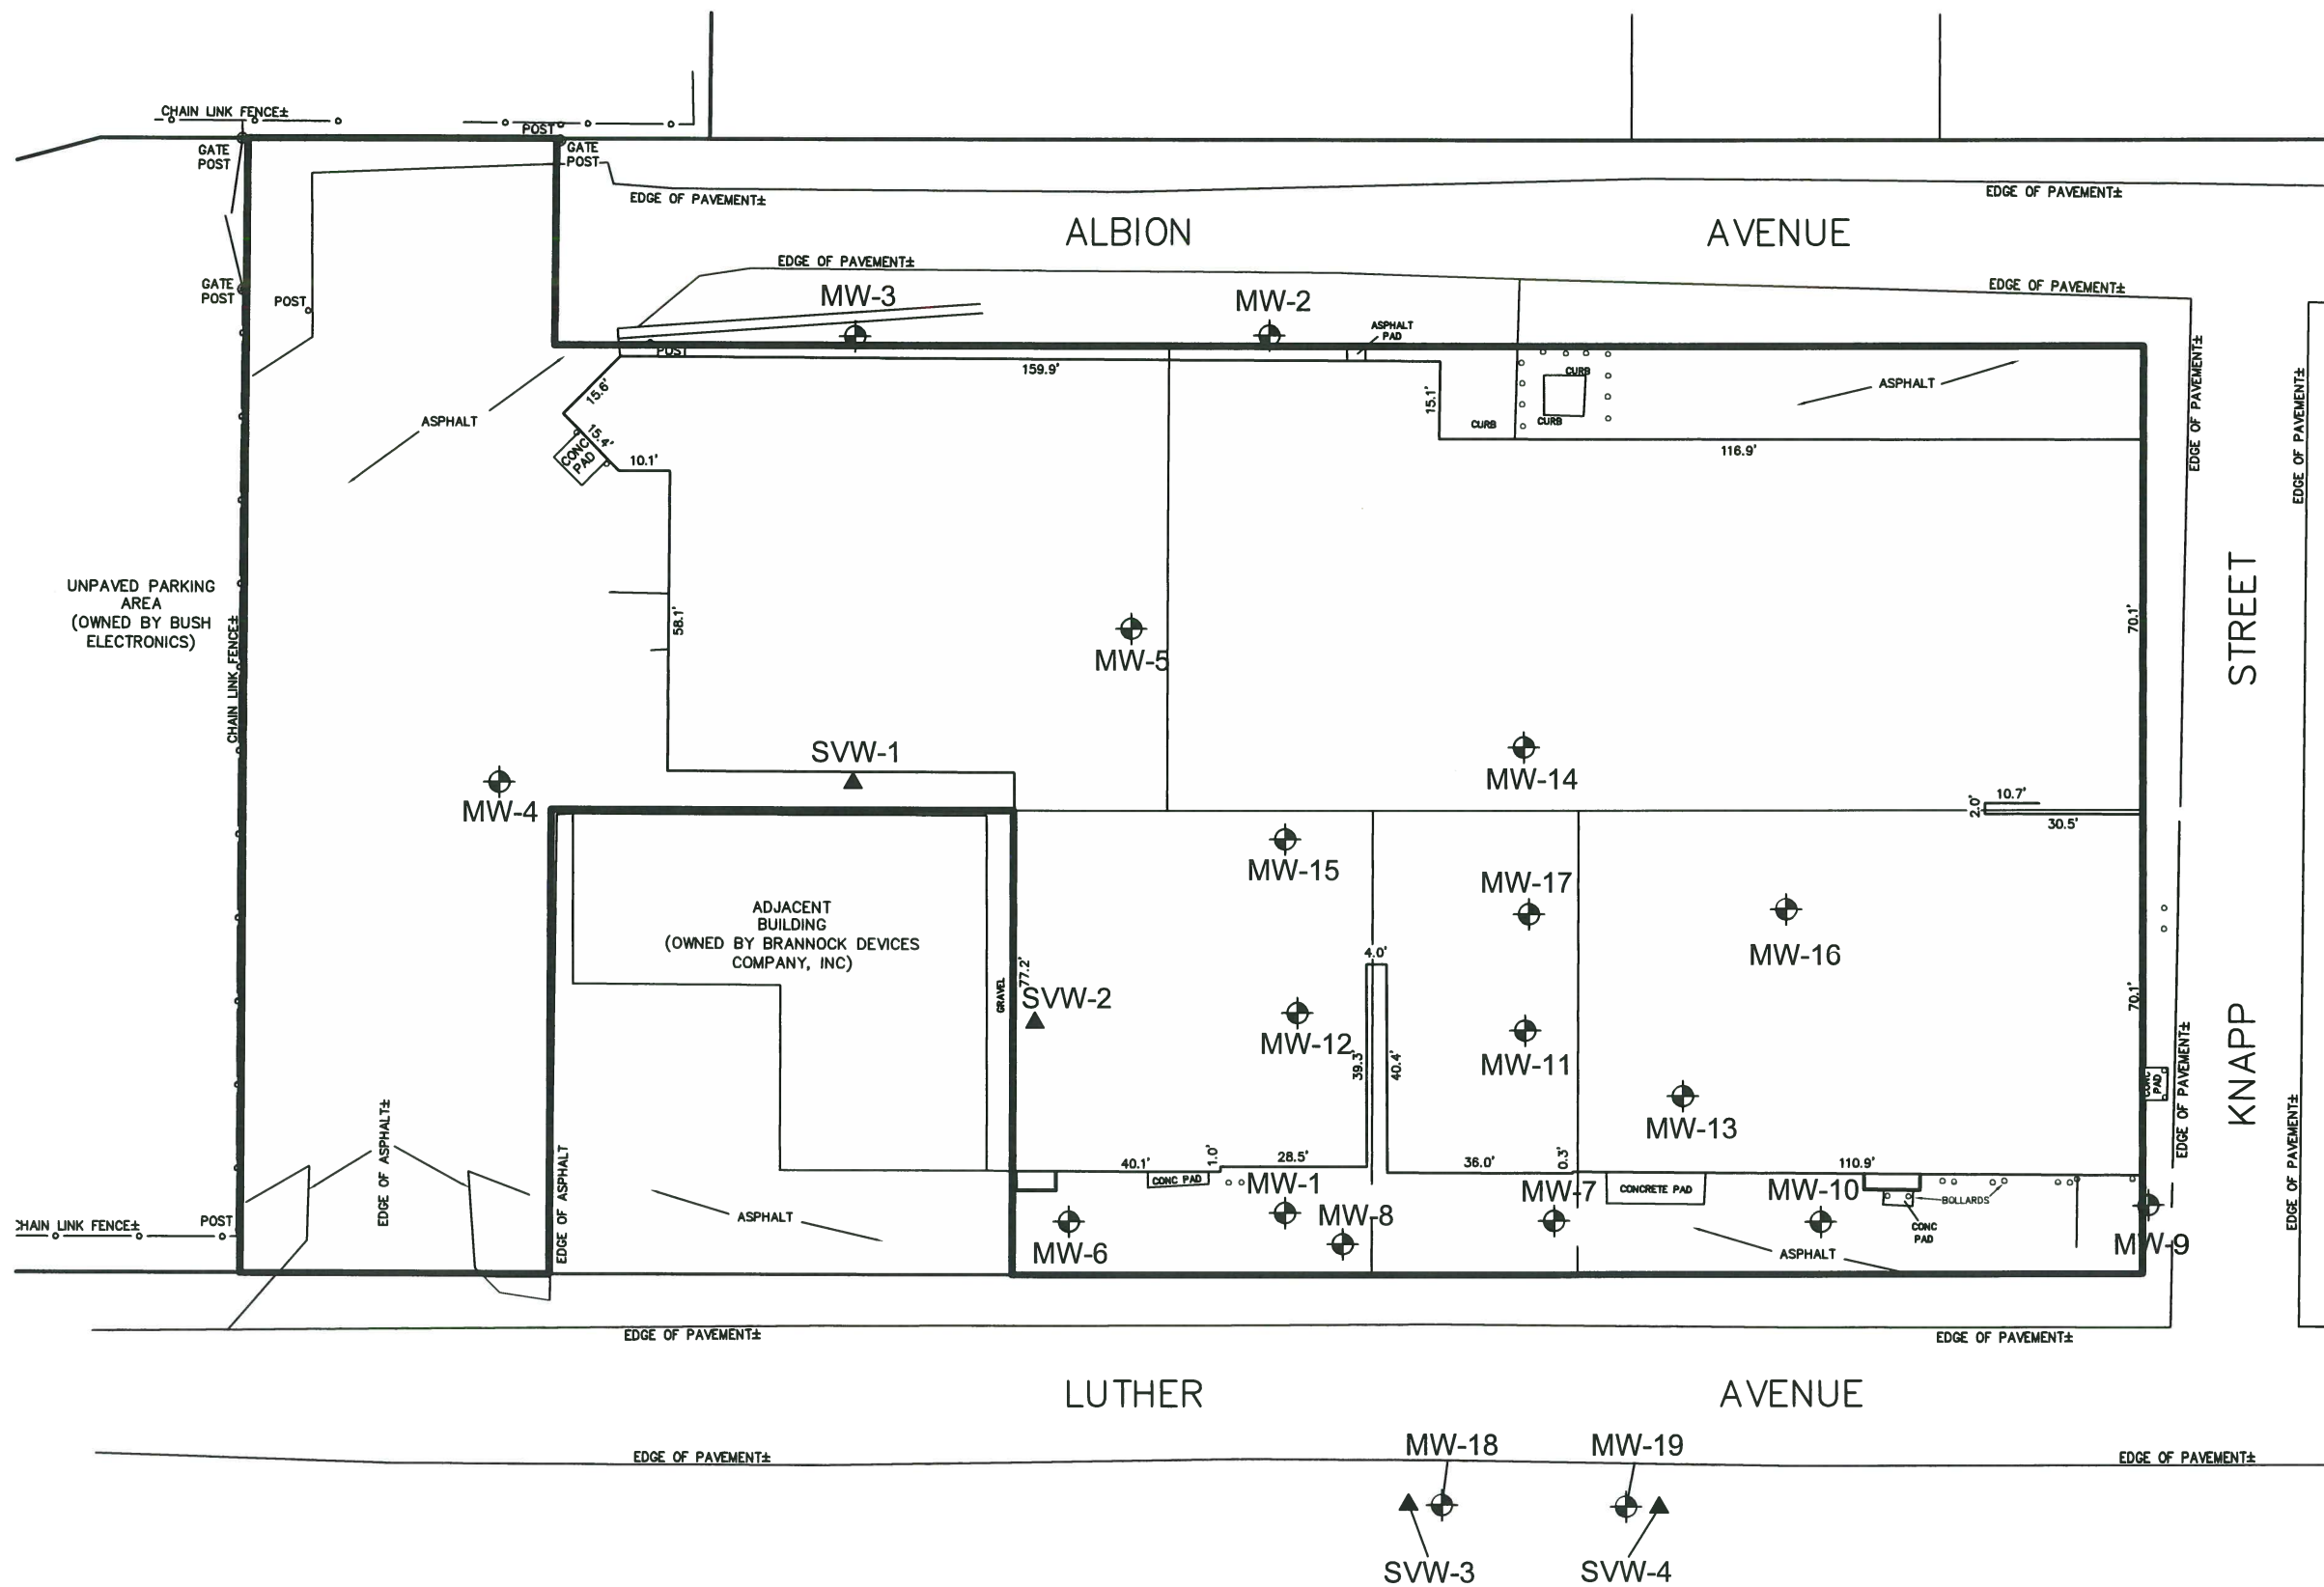 CHAIN LINK FENCE±
POST
GATE
POST
GATE
POST
EDGE OF PAVEMENT±
EDGE OF PAVEMENT±
ALBION AVENUE
EDGE OF PAVEMENT±
EDGE OF PAVEMENT±
GATE
POST
POST
MW-3
MW-2
ASPHALT
PAD
POST
159.9'
15.6'
15.4'
CONC
PAD
10.1'
15.1'
CURB
CURB
CURB
ASPHALT
116.9'
ASPHALT
EDGE OF PAVEMENT±
EDGE OF PAVEMENT±
UNPAVED PARKING
AREA
(OWNED BY BUSH
ELECTRONICS)
CHAIN LINK FENCE±
58.1'
70.1'
STREET
MW-5
SVW-1
MW-4
MW-14
2.0'
10.7'
30.5'
MW-15
MW-17
MW-16
ADJACENT
BUILDING
(OWNED BY BRANNOCK DEVICES
COMPANY, INC)
GRAVEL
77.2'
SVW-2
4.0'
MW-12
39.3'
40.4'
MW-11
MW-13
70.1'
KNAPP
CONC
PAD
EDGE OF PAVEMENT±
EDGE OF PAVEMENT±
EDGE OF ASPHALT±
EDGE OF ASPHALT
40.1'
1.0'
28.5'
36.0'
0.3'
110.9'
CONC PAD
MW-1
MW-7
CONCRETE PAD
MW-10
BOLLARDS
CONC
PAD
CHAIN LINK FENCE±
POST
ASPHALT
MW-6
MW-8
ASPHALT
MW-9
EDGE OF PAVEMENT±
EDGE OF PAVEMENT±
LUTHER AVENUE
MW-18
MW-19
EDGE OF PAVEMENT±
EDGE OF PAVEMENT±
SVW-3
SVW-4